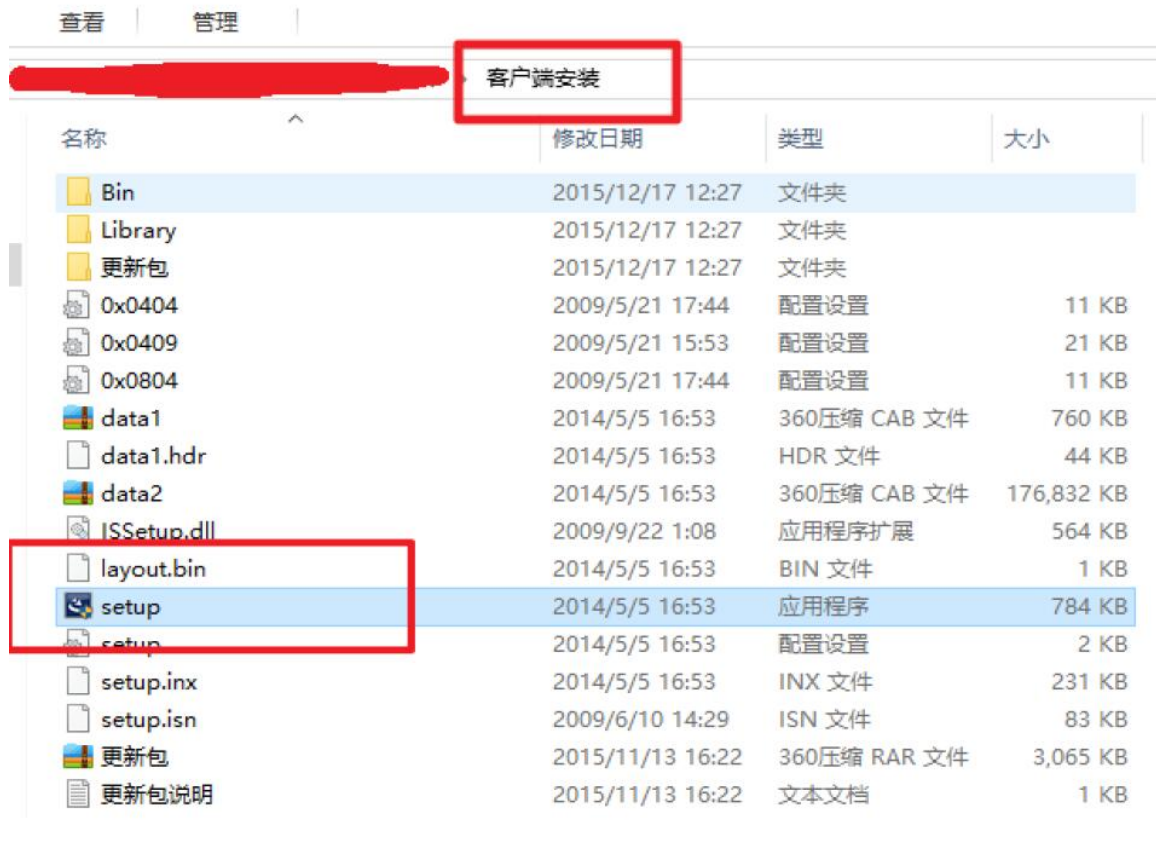 查看 管理
客户端安装
名称 修改日期 类型 大小
Bin 2015/12/17 12:27 文件夹
Library 2015/12/17 12:27 文件夹
更新包 2015/12/17 12:27 文件夹
0x0404 2009/5/21 17:44 配置设置 11 KB
0x0409 2009/5/21 15:53 配置设置 21 KB
0x0804 2009/5/21 17:44 配置设置 11 KB
data1 2014/5/5 16:53 360压缩 CAB 文件 760 KB
data1.hdr 2014/5/5 16:53 HDR 文件 44 KB
data2 2014/5/5 16:53 360压缩 CAB 文件 176,832 KB
ISSetup.dll 2009/9/22 1:08 应用程序扩展 564 KB
layout.bin 2014/5/5 16:53 BIN 文件 1 KB
setup 2014/5/5 16:53 应用程序 784 KB
setup 2014/5/5 16:53 配置设置 2 KB
setup.inx 2014/5/5 16:53 INX 文件 231 KB
setup.isn 2009/6/10 14:29 ISN 文件 83 KB
更新包 2015/11/13 16:22 360压缩 RAR 文件 3,065 KB
更新包说明 2015/11/13 16:22 文本文档 1 KB